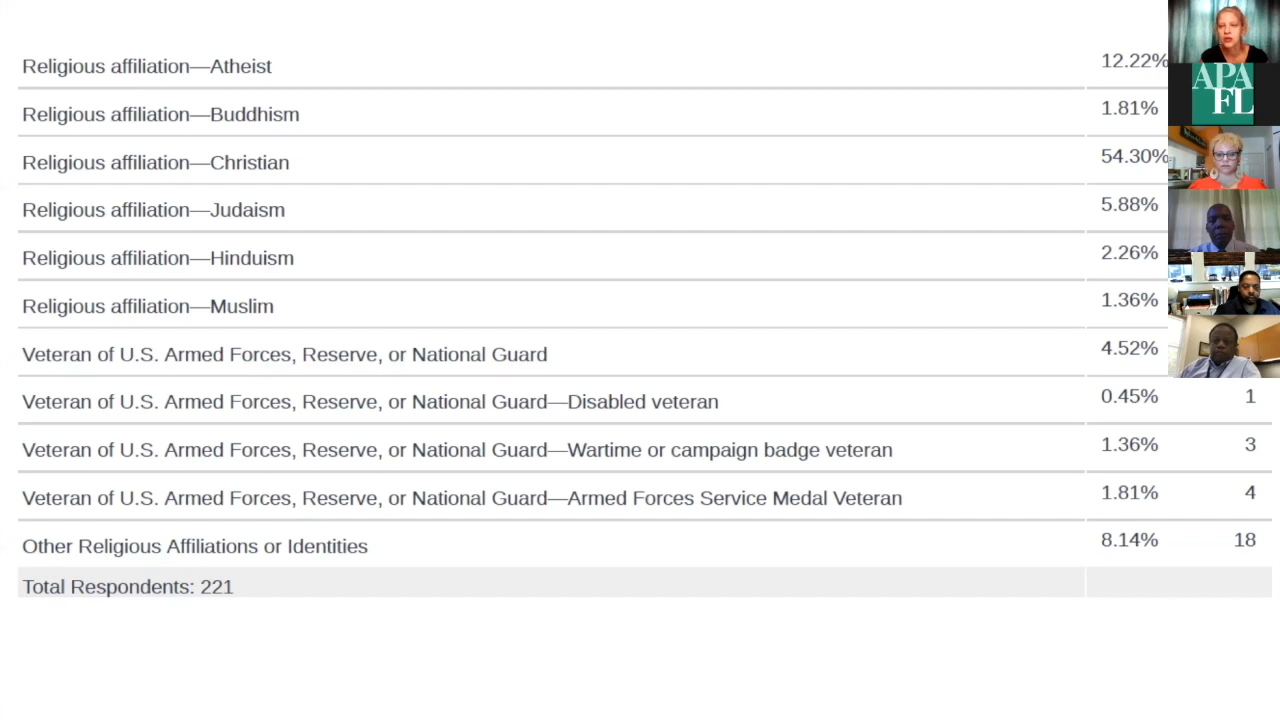 Religious affiliation—Atheist 12.22%
Religious affiliation—Buddhism 1.81%
Religious affiliation—Christian 54.30%
Religious affiliation—Judaism 5.88%
Religious affiliation—Hinduism 2.26%
Religious affiliation—Muslim 1.36%
Veteran of U.S. Armed Forces, Reserve, or National Guard 4.52%
Veteran of U.S. Armed Forces, Reserve, or National Guard—Disabled veteran 0.45% 1
Veteran of U.S. Armed Forces, Reserve, or National Guard—Wartime or campaign badge veteran 1.36% 3
Veteran of U.S. Armed Forces, Reserve, or National Guard—Armed Forces Service Medal Veteran 1.81% 4
Other Religious Affiliations or Identities 8.14% 18
Total Respondents: 221
APA
FL